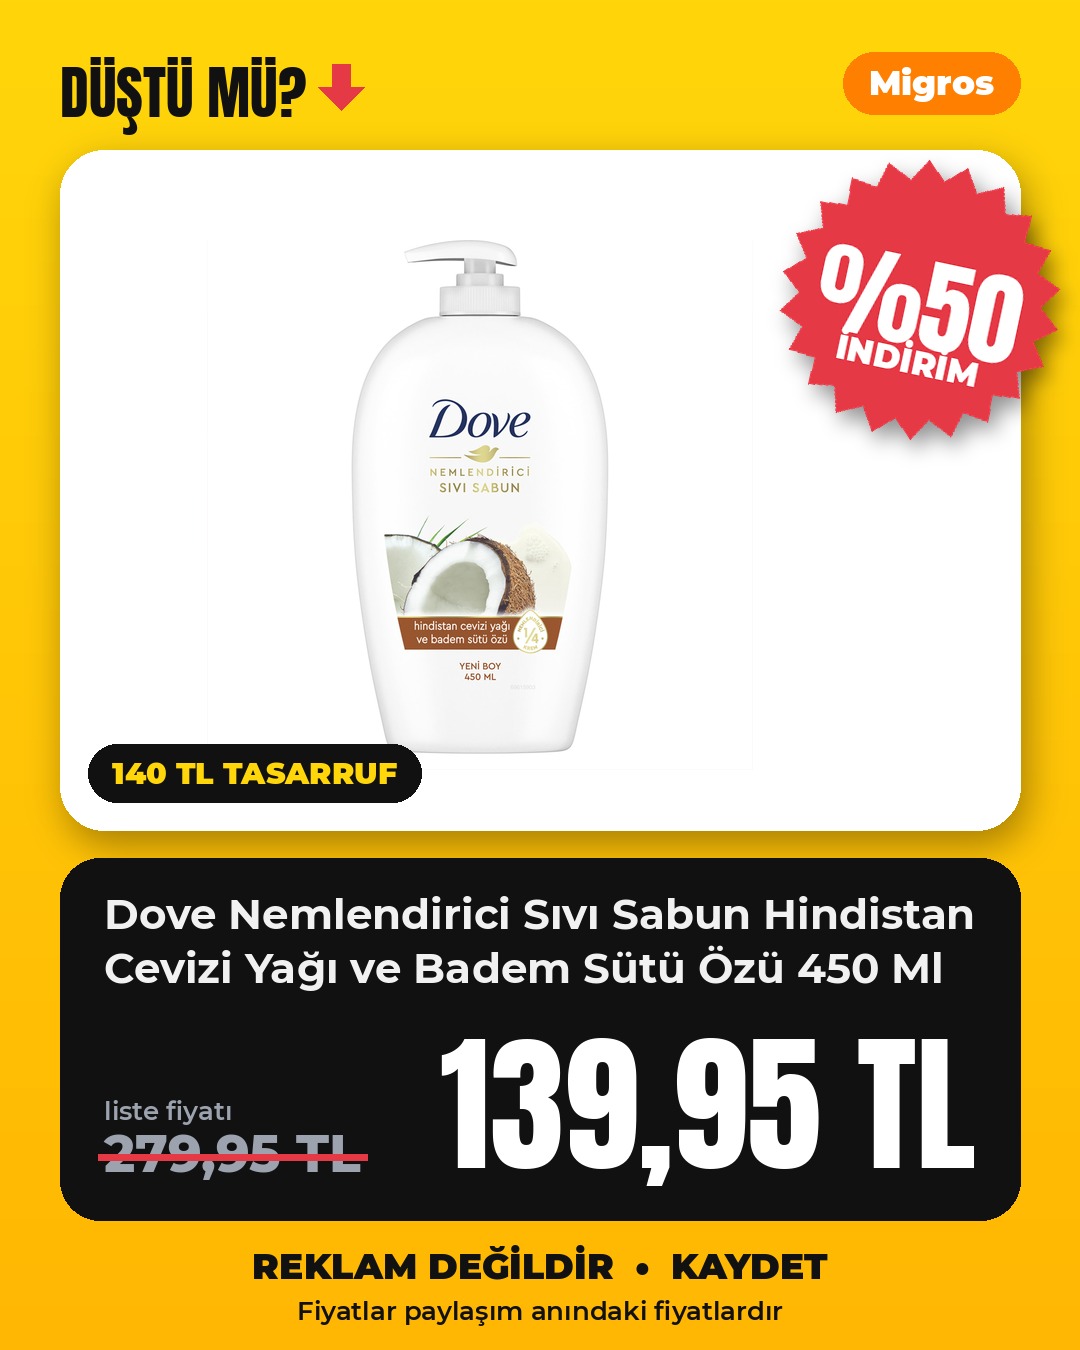 DÜŞTÜ MÜ?
Migros
%50
İNDİRİM
Dove
NEMLENDİRİCİ
SIVI SABUN
hindistan cevizi yağı
ve badem sütü özü
1/4
YENİ BOY
450 ML
140 TL TASARRUF
Dove Nemlendirici Sıvı Sabun Hindistan
Cevizi Yağı ve Badem Sütü Özü 450 Ml
liste fiyatı
279,95 TL
139,95 TL
REKLAM DEĞİLDİR • KAYDET
Fiyatlar paylaşım anındaki fiyatlardır